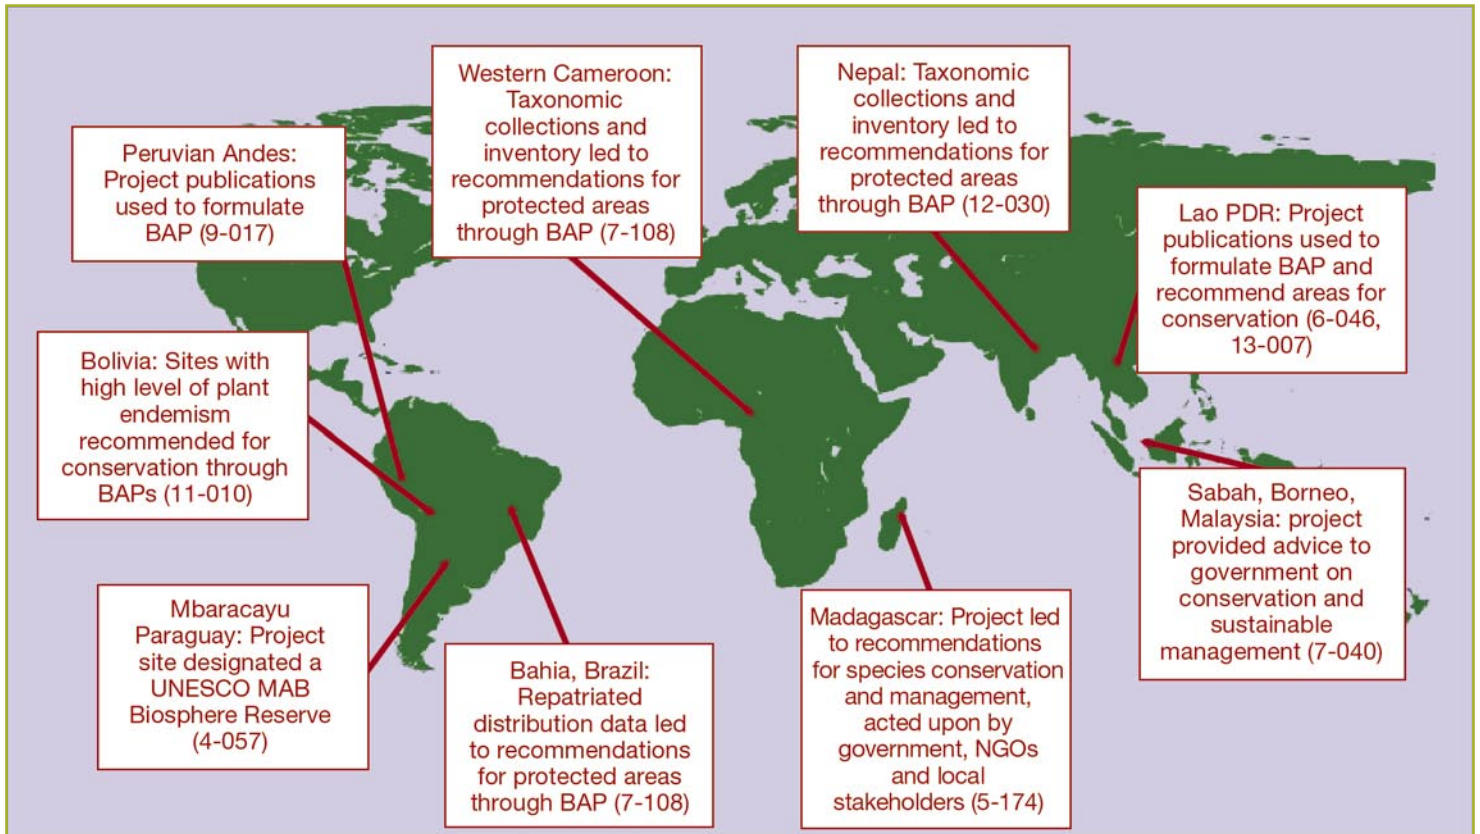 Western Cameroon:
Taxonomic
collections and
inventory led to
recommendations for
protected areas
through BAP (7-108)
Nepal: Taxonomic
collections and
inventory led to
recommendations for
protected areas
through BAP (12-030)
Peruvian Andes:
Project publications
used to formulate
BAP (9-017)
Lao PDR: Project
publications used to
formulate BAP and
recommend areas for
conservation (6-046,
13-007)
Bolivia: Sites with
high level of plant
endemism
recommended for
conservation through
BAPs (11-010)
Sabah, Borneo,
Malaysia: project
provided advice to
government on
conservation and
sustainable
management (7-040)
Mbaracayu
Paraguay: Project
site designated a
UNESCO MAB
Biosphere Reserve
(4-057)
Bahia, Brazil:
Repatriated
distribution data led
to recommendations
for protected areas
through BAP (7-108)
Madagascar: Project led
to recommendations
for species conservation
and management,
acted upon by
government, NGOs
and local
stakeholders (5-174)